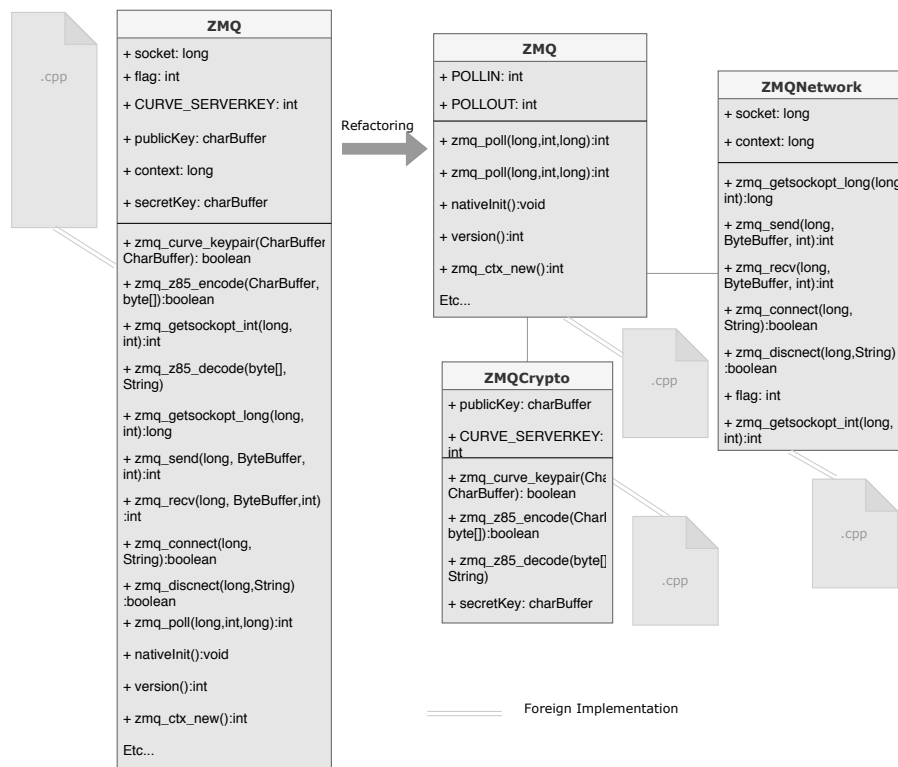 .cpp
ZMQ
+ socket: long
+ flag: int
+ CURVE_SERVERKEY: int
+ publicKey: charBuffer
+ context: long
+ secretKey: charBuffer
+ zmq_curve_keypair(CharBuffer
CharBuffer): boolean
+ zmq_z85_encode(CharBuffer,
byte[]):boolean
+ zmq_getsockopt_int(long,
int):int
+ zmq_z85_decode(byte[],
String)
+ zmq_getsockopt_long(long,
int):long
+ zmq_send(long, ByteBuffer,
int):int
+ zmq_recv(long, ByteBuffer,int)
:int
+ zmq_connect(long,
String):boolean
+ zmq_discnect(long,String)
:boolean
+ zmq_poll(long,int,long):int
+ nativeInit():void
+ version():int
+ zmq_ctx_new():int
Etc...
Refactoring
ZMQ
+ POLLIN: int
+ POLLOUT: int
+ zmq_poll(long,int,long):int
+ zmq_poll(long,int,long):int
+ nativeInit():void
+ version():int
+ zmq_ctx_new():int
Etc...
.cpp
ZMQCrypto
+ publicKey: charBuffer
+ CURVE_SERVERKEY:
int
+ zmq_curve_keypair(Cha
CharBuffer): boolean
+ zmq_z85_encode(Charl
byte[]):boolean
+ zmq_z85_decode(byte[]
String)
+ secretKey: charBuffer
.cpp
ZMQNetwork
+ socket: long
+ context: long
+ zmq_getsockopt_long(long
int):long
+ zmq_send(long,
ByteBuffer, int):int
+ zmq_recv(long,
ByteBuffer, int):int
+ zmq_connect(long,
String):boolean
+ zmq_discnect(long,String)
:boolean
+ flag: int
+ zmq_getsockopt_int(long,
int):int
.cpp
Foreign Implementation